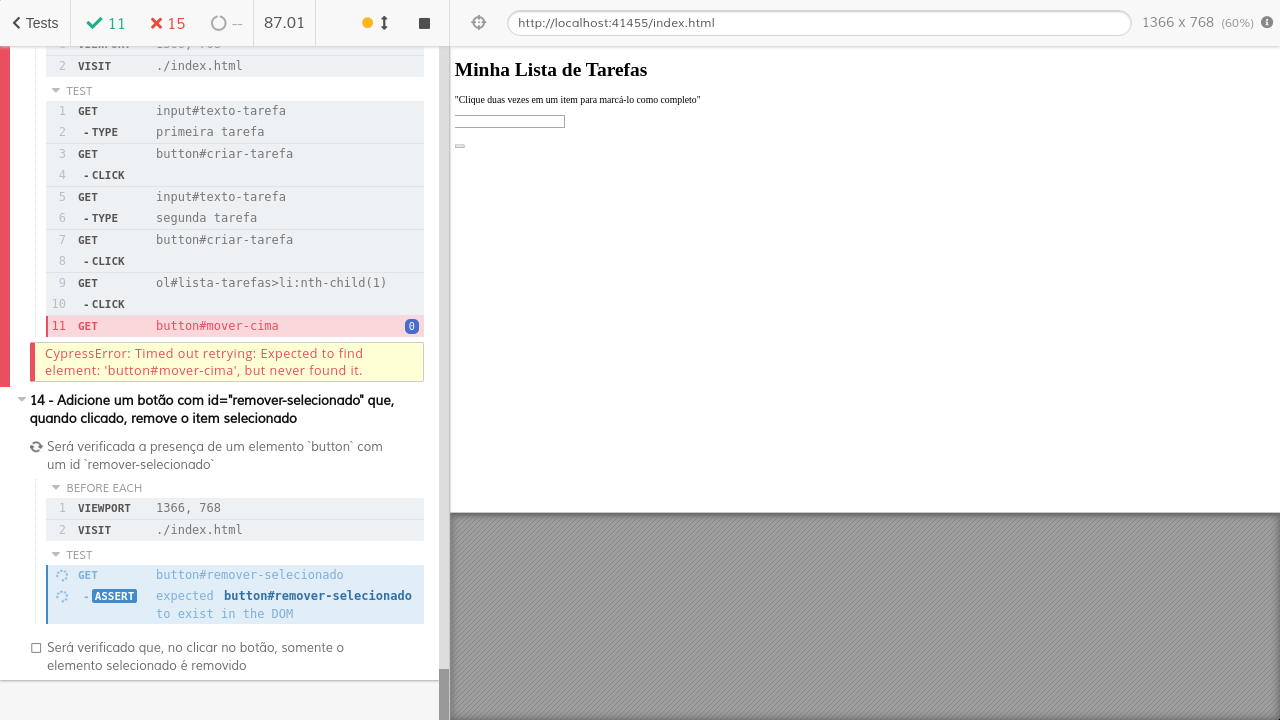 Tests 11 15 -- 87.01
http://localhost:41455/index.html 1366 x 768 (60%)
1 VIEWPORT 1366, 768
2 VISIT ./index.html
TEST
1 GET input#texto-tarefa
2 -TYPE primeira tarefa
3 GET button#criar-tarefa
4 -CLICK
5 GET input#texto-tarefa
6 -TYPE segunda tarefa
7 GET button#criar-tarefa
8 -CLICK
9 GET ol#lista-tarefas>li:nth-child(1)
10 -CLICK
11 GET button#mover-cima 0
CypressError: Timed out retrying: Expected to find
element: 'button#mover-cima', but never found it.
14 - Adicione um botão com id="remover-selecionado" que,
quando clicado, remove o item selecionado
Será verificada a presença de um elemento `button` com
um id `remover-selecionado`
BEFORE EACH
1 VIEWPORT 1366, 768
2 VISIT ./index.html
TEST
GET button#remover-selecionado
-ASSERT expected button#remover-selecionado
to exist in the DOM
Será verificado que, no clicar no botão, somente o
elemento selecionado é removido
Minha Lista de Tarefas
"Clique duas vezes em um item para marcá-lo como completo"